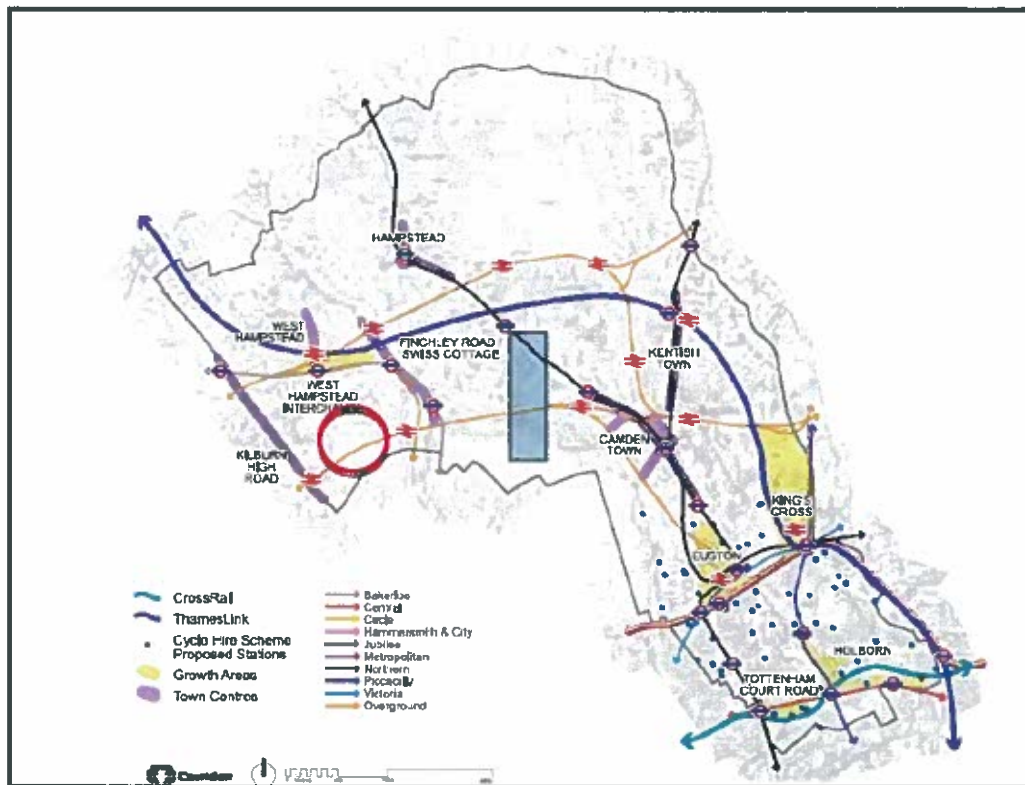 HAMPSTEAD
WEST
HAMPSTEAD
FINCHLEY ROAD
SWISS COTTAGE
KENTISH
TOWN
WEST
HAMPSTEAD
INTERCHANGE
KILBURN
HIGH
ROAD
CAMDEN
TOWN
KING'S
CROSS
EUSTON
HOLBORN
TOTTENHAM
COURT ROAD
CrossRail
ThamesLink
Cycle Hire Scheme
Proposed Stations
Growth Areas
Town Centres
Bakerloo
Central
Circle
Hammersmith & City
Jubilee
Metropolitan
Northern
Piccadilly
Victoria
Overground
Camden